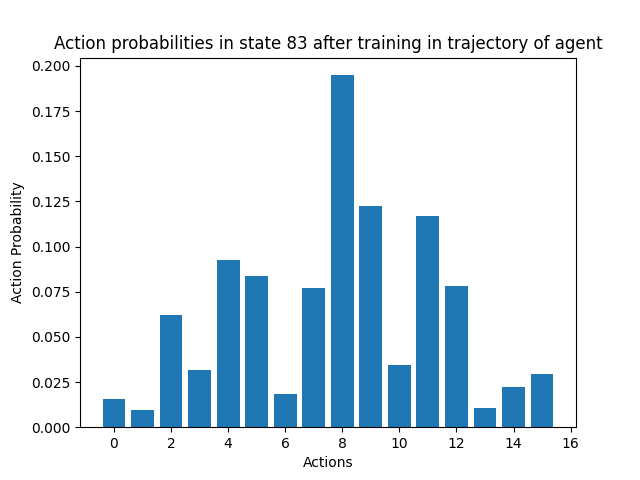 Action probabilities in state 83 after training in trajectory of agent
0.200
0.175
0.150
0.125
0.100
0.075
0.050
0.025
0.000
Action Probability
0 2 4 6 8 10 12 14 16
Actions